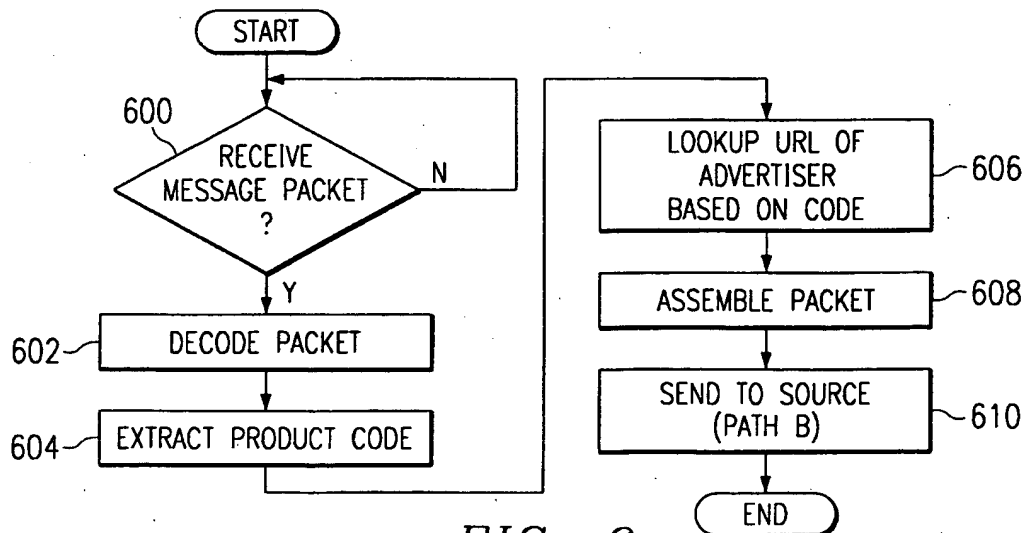 START
600
RECEIVE
MESSAGE PACKET
?
N
Y
602
DECODE PACKET
604
EXTRACT PRODUCT CODE
LOOKUP URL OF
ADVERTISER
BASED ON CODE
606
ASSEMBLE PACKET
608
SEND TO SOURCE
(PATH B)
610
END
FIG.